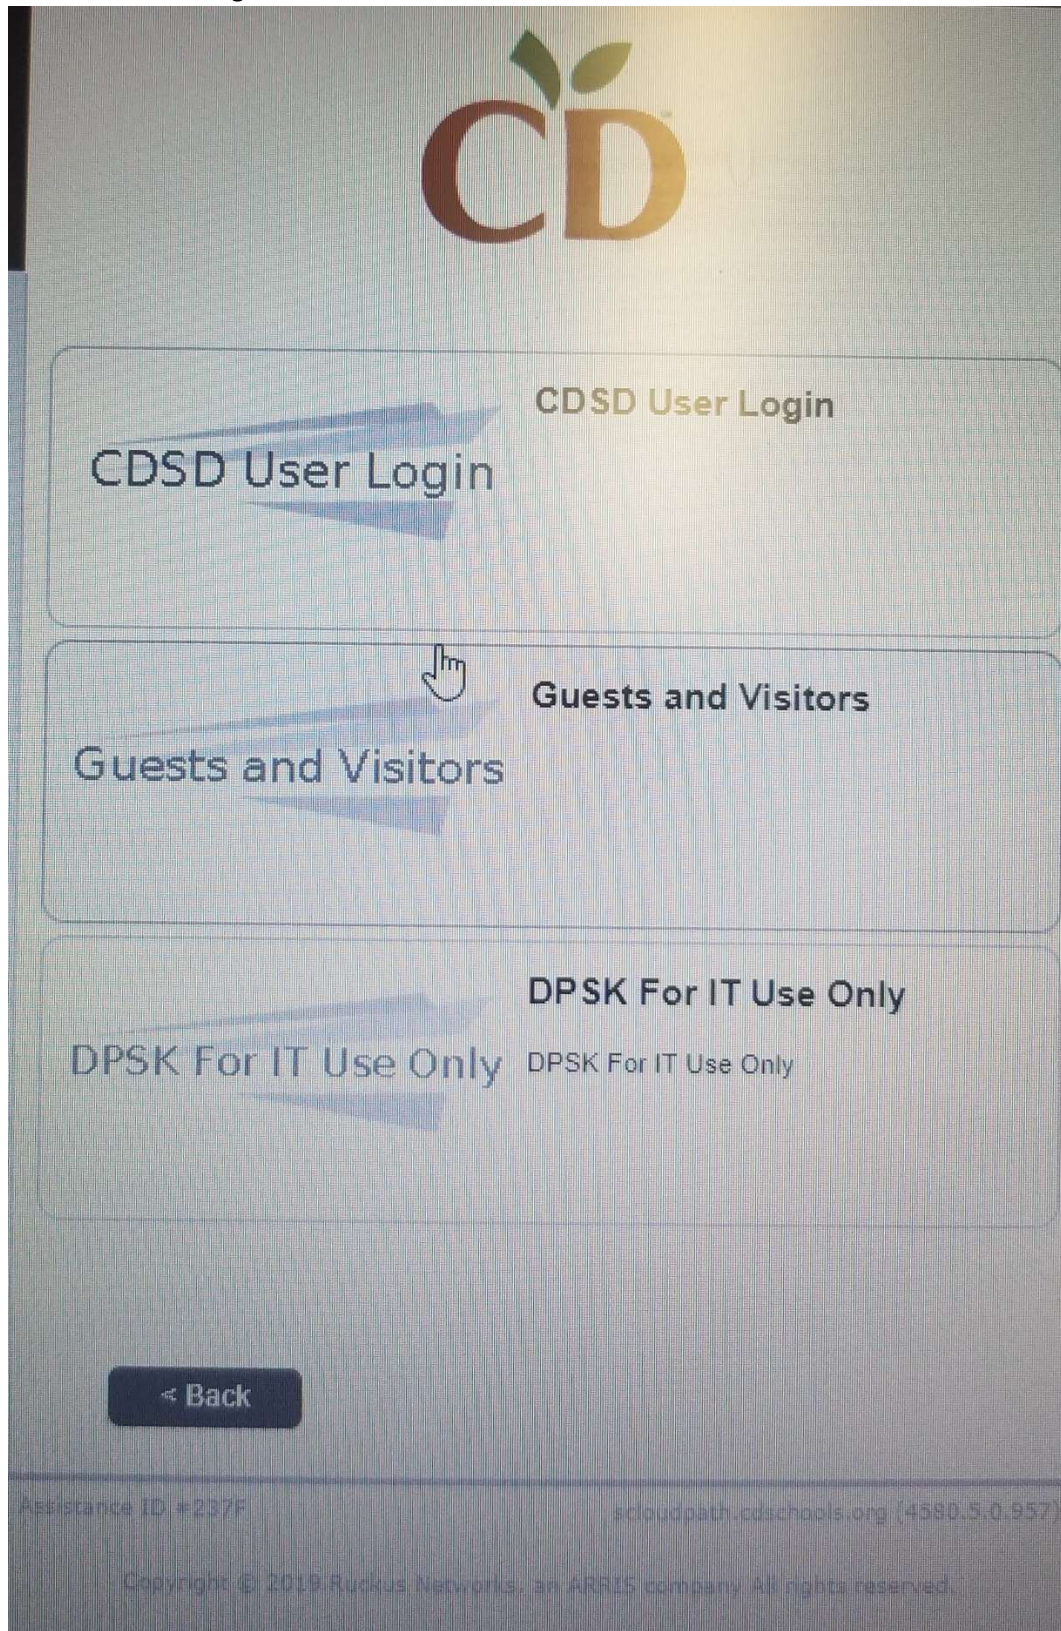 CD
CDSD User Login
CDSD User Login
Guests and Visitors
Guests and Visitors
DPSK For IT Use Only
DPSK For IT Use Only
DPSK For IT Use Only
< Back
Assistance ID #237F
scloudpath.cdschools.org (4580.5.0.957)
Copyright © 2019 Ruckus Networks, an ARRIS company All rights reserved.